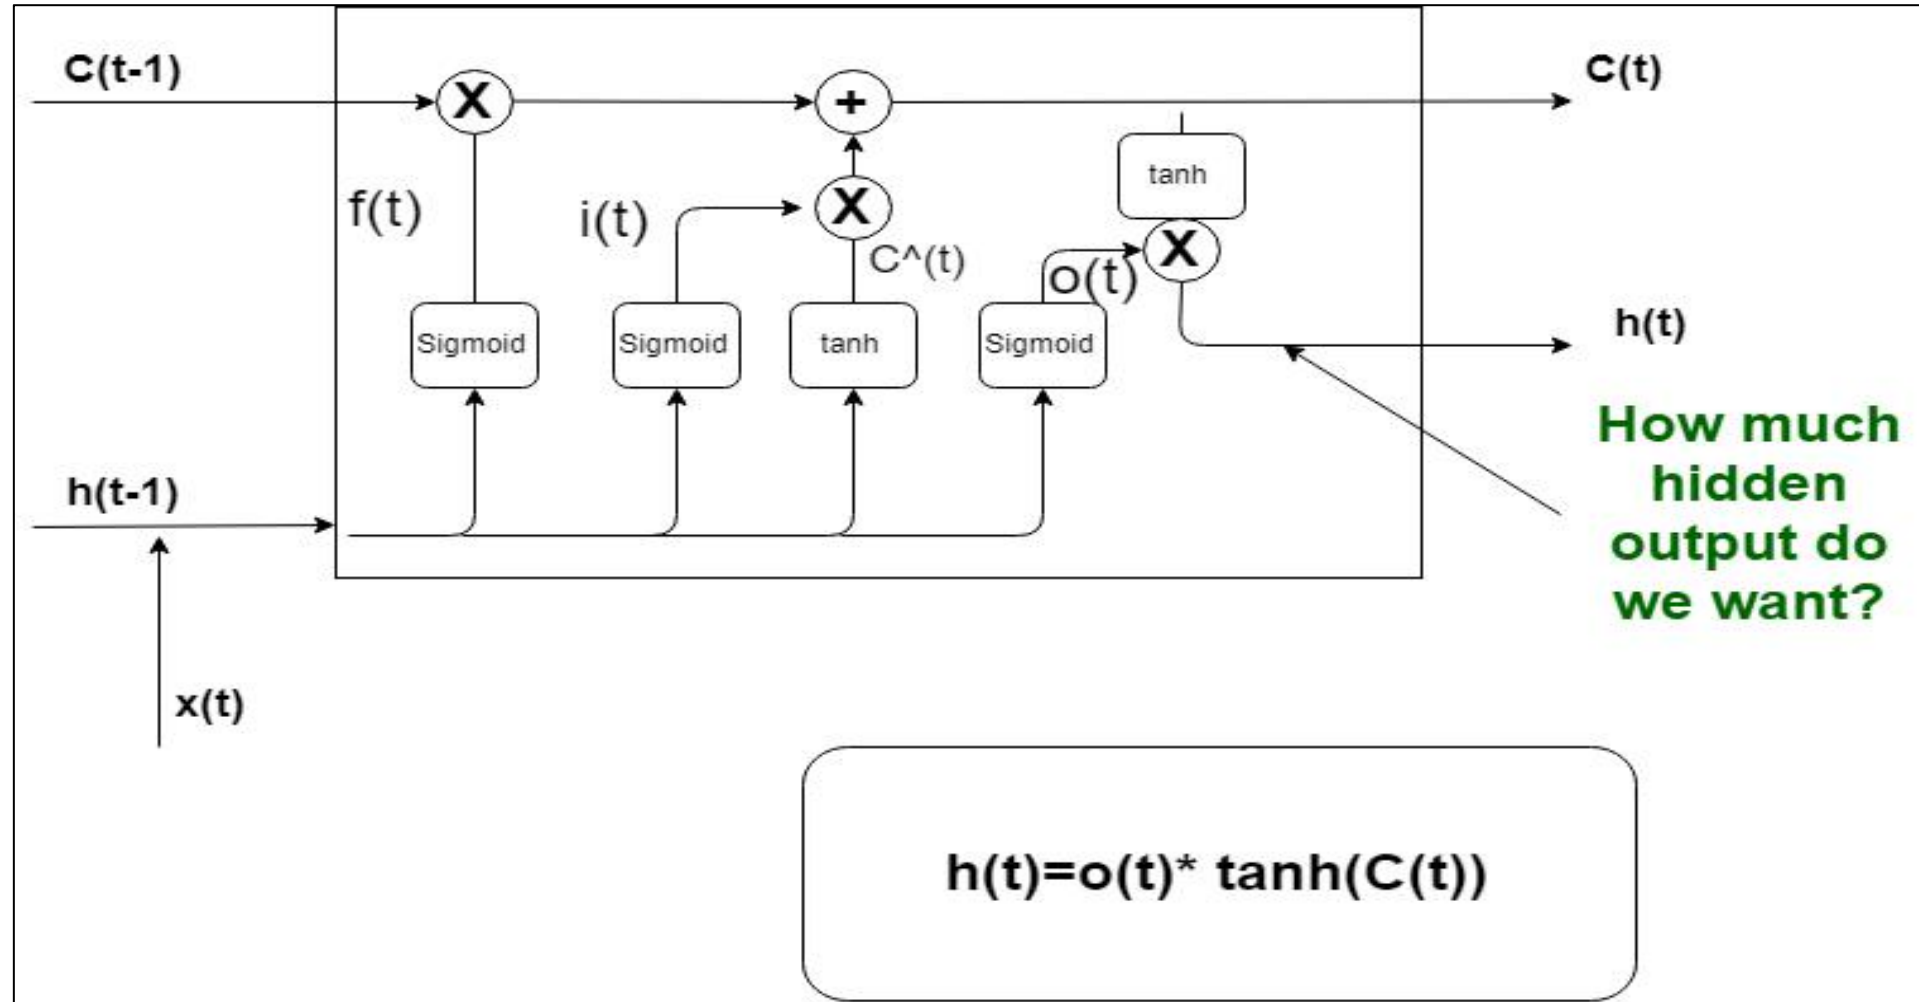 C(t-1)
X
+
C(t)
tanh
f(t)
i(t)
X
C^(t)
o(t)
X
Sigmoid
Sigmoid
tanh
Sigmoid
h(t)
How much
hidden
output do
we want?
h(t-1)
x(t)
h(t)=o(t)* tanh(C(t))